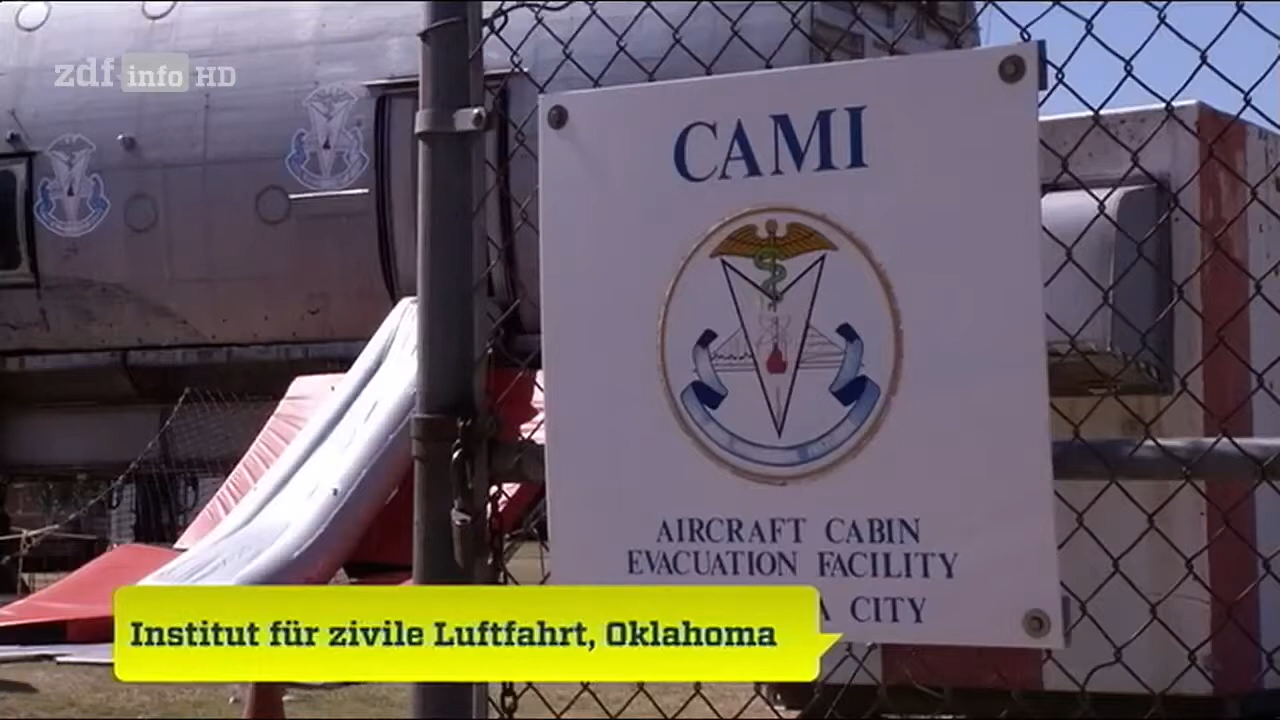 zdf info HD
CAMI
AIRCRAFT CABIN
EVACUATION FACILITY
A CITY
Institut für zivile Luftfahrt, Oklahoma